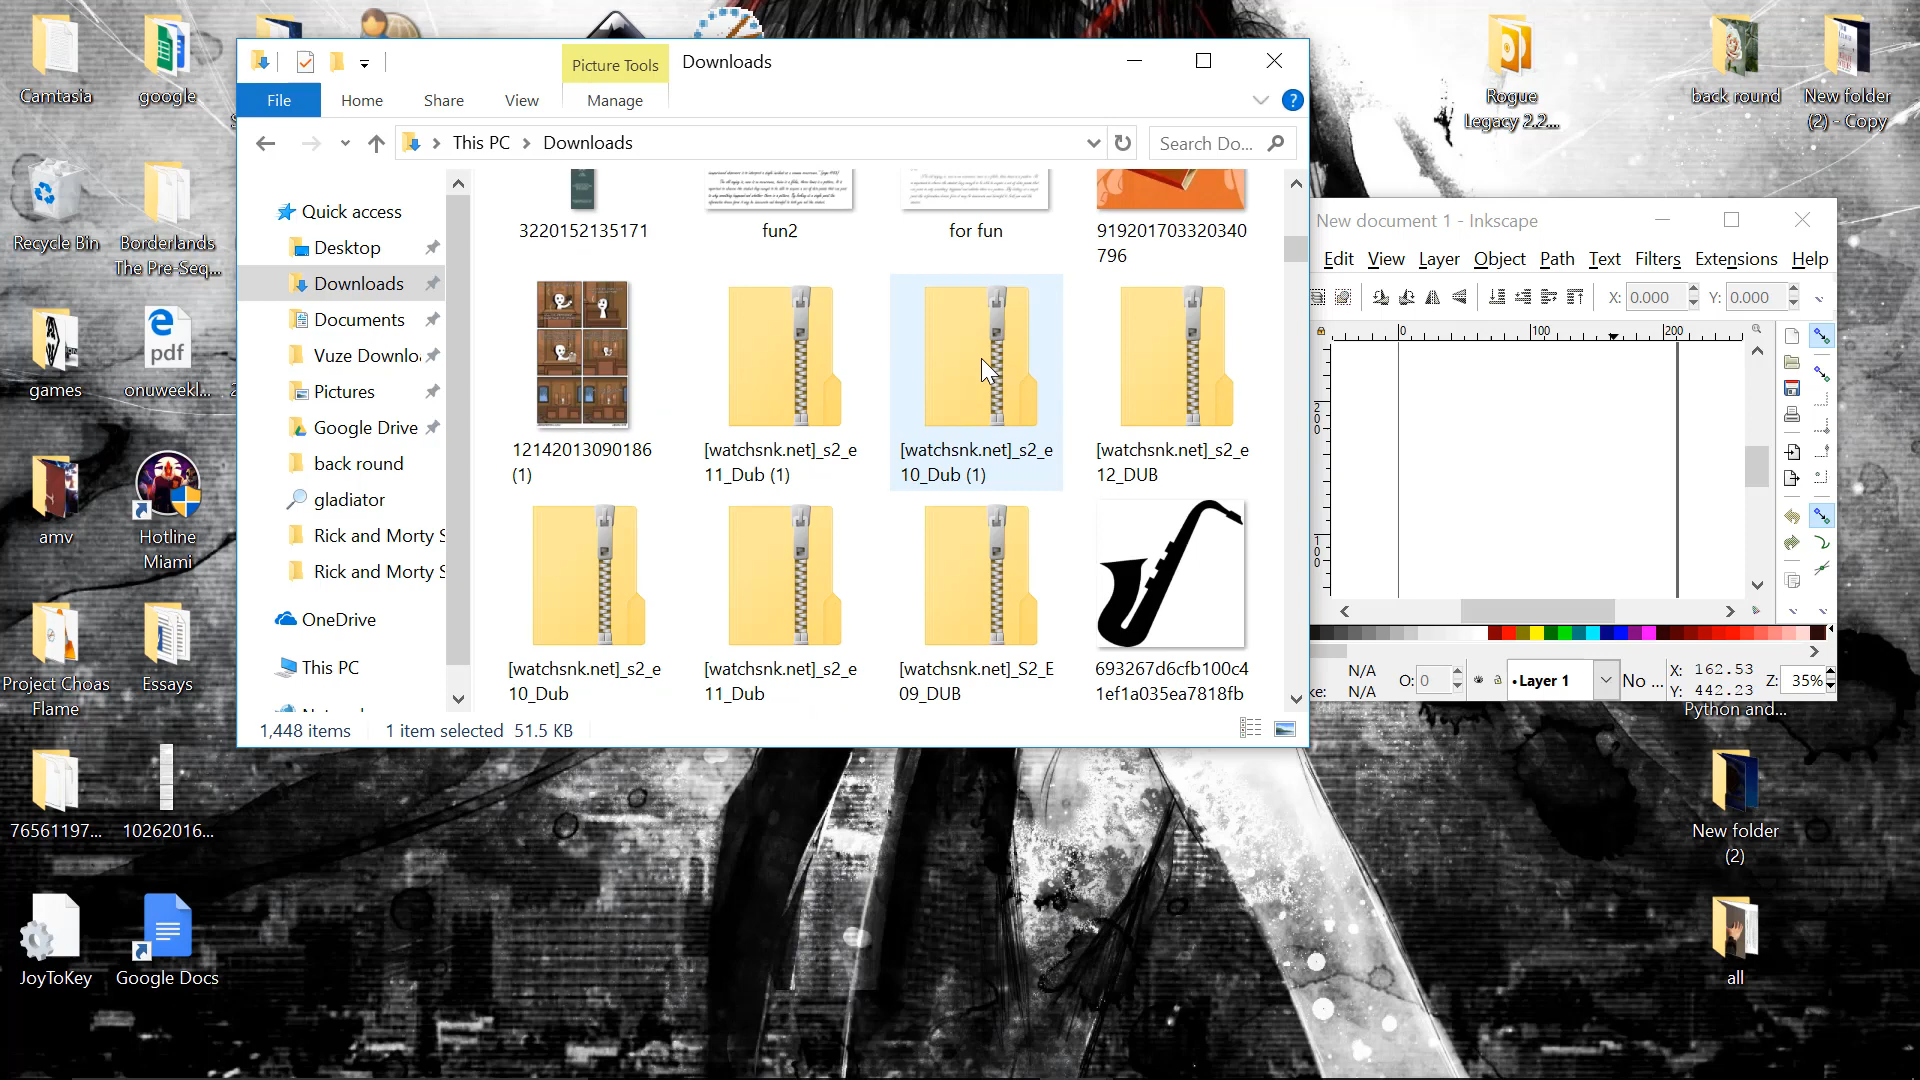 Camtasia
google
Recycle Bin
Borderlands
The Pre-Seq...
games
pdf
onuweekl...
amv
Hotline
Miami
Project Choas
Flame
Essays
76561197...
10262016...
JoyToKey
Google Docs
Picture Tools
Downloads
File
Home
Share
View
Manage
This PC
Downloads
Search Do...
Quick access
Desktop
Downloads
Documents
Vuze Downlo
Pictures
Google Drive
back round
gladiator
Rick and Morty S
Rick and Morty S
OneDrive
This PC
3220152135171
fun2
for fun
919201703320340
796
12142013090186
(1)
[watchsnk.net]_s2_e
11_Dub (1)
[watchsnk.net]_s2_e
10_Dub (1)
[watchsnk.net]_s2_e
12_DUB
[watchsnk.net]_s2_e
10_Dub
[watchsnk.net]_s2_e
11_Dub
[watchsnk.net]_S2_E
09_DUB
693267d6cfb100c4
1ef1a035ea7818fb
1,448 items
1 item selected 51.5 KB
Rogue
Legacy 2.2...
back round
New folder
(2) - Copy
New document 1 - Inkscape
Edit View Layer Object Path Text Filters Extensions Help
X: 0.000 Y: 0.000
0 100 200
200
100
ke:
N/A
N/A
O: 0
Layer 1
No ...
X: 162.53
Y: 442.23
Z: 35%
Python and...
New folder
(2)
all